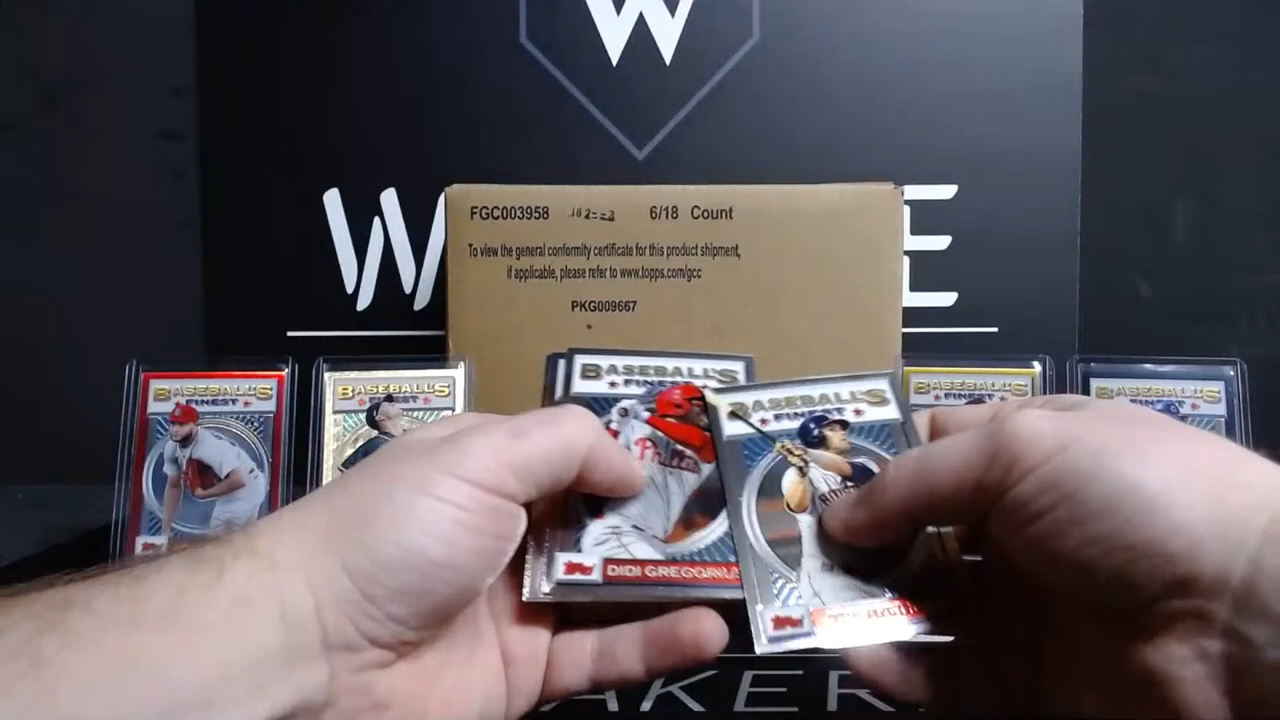 W
W E
FGC003958 6/18 Count
To view the general conformity certificate for this product shipment,
if applicable, please refer to www.topps.com/gcc
PKG009667
BASEBALL'S
FINEST
BASEBALL'S
FINEST
BASEBALL'S
FINEST
Phillies
Topps
DIDI GREGORIUS
BASEBALL'S
FINEST
Topps
BASEBALL'S
FINEST
BASEBALL'S
FINEST
AKER